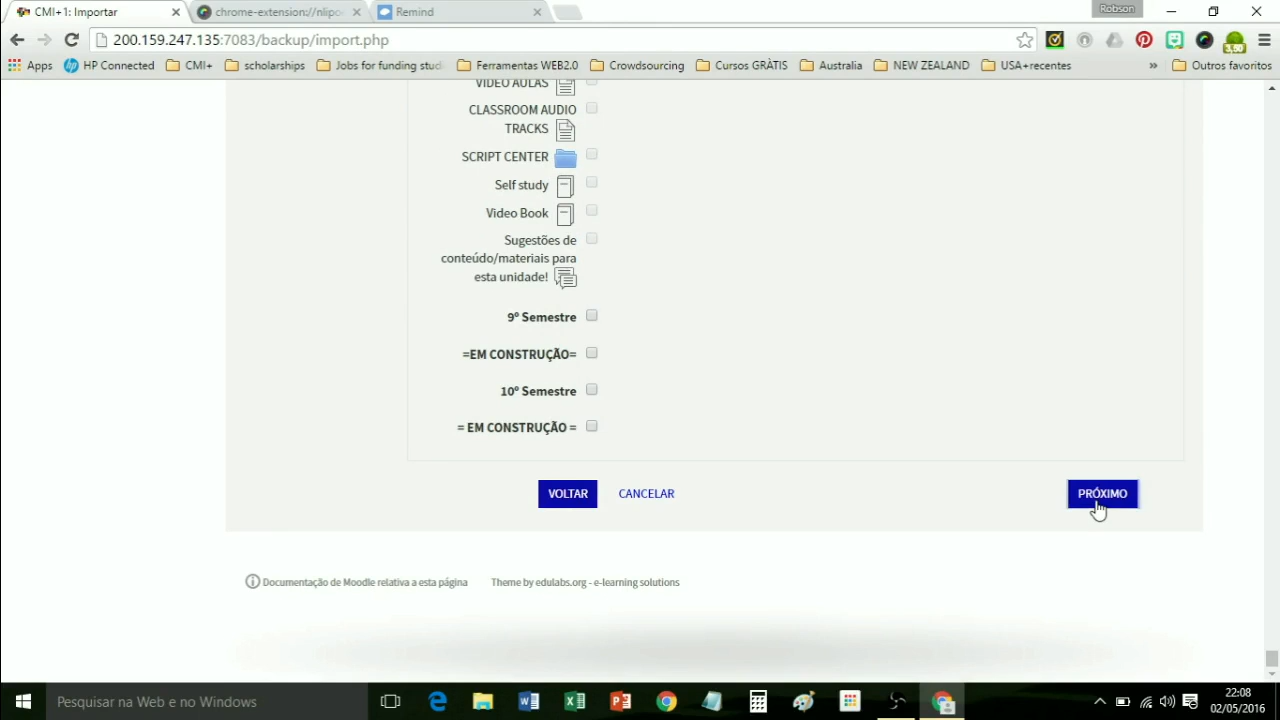 CMI+1: Importar
chrome-extension://nlipo
Remind
Robson
200.159.247.135:7083/backup/import.php
Apps
HP Connected
CMI+
scholarships
Jobs for funding stud
Ferramentas WEB2.0
Crowdsourcing
Cursos GRÀTIS
Australia
NEW ZEALAND
USA+recentes
»
Outros favoritos
3.50
VIDEO AULAS
CLASSROOM AUDIO
TRACKS
SCRIPT CENTER
Self study
Video Book
Sugestões de
conteúdo/materiais para
esta unidade!
9º Semestre
=EM CONSTRUÇÃO=
10º Semestre
= EM CONSTRUÇÃO =
VOLTAR
CANCELAR
PRÓXIMO
Documentação de Moodle relativa a esta página
Theme by edulabs.org - e-learning solutions
Pesquisar na Web e no Windows
22:08
02/05/2016